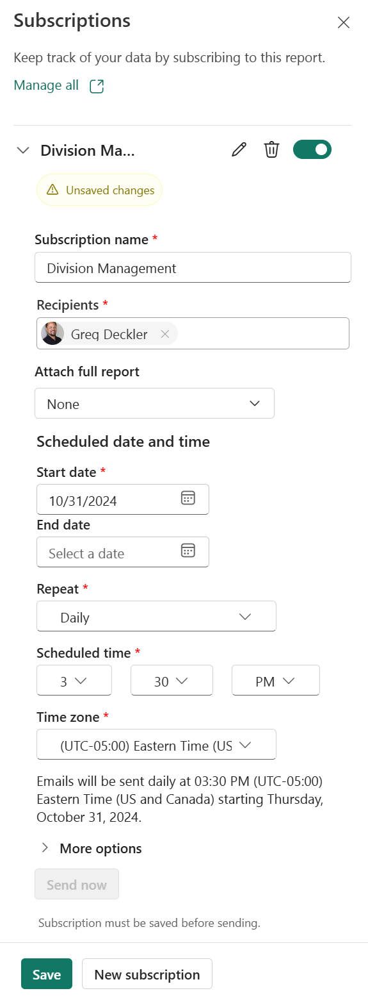 Subscriptions
Keep track of your data by subscribing to this report.
Manage all
Division Ma...
Unsaved changes
Subscription name *
Division Management
Recipients *
Greg Deckler
Attach full report
None
Scheduled date and time
Start date *
10/31/2024
End date
Select a date
Repeat *
Daily
Scheduled time *
3 30 PM
Time zone *
(UTC-05:00) Eastern Time (US
Emails will be sent daily at 03:30 PM (UTC-05:00)
Eastern Time (US and Canada) starting Thursday,
October 31, 2024.
More options
Send now
Subscription must be saved before sending.
Save New subscription